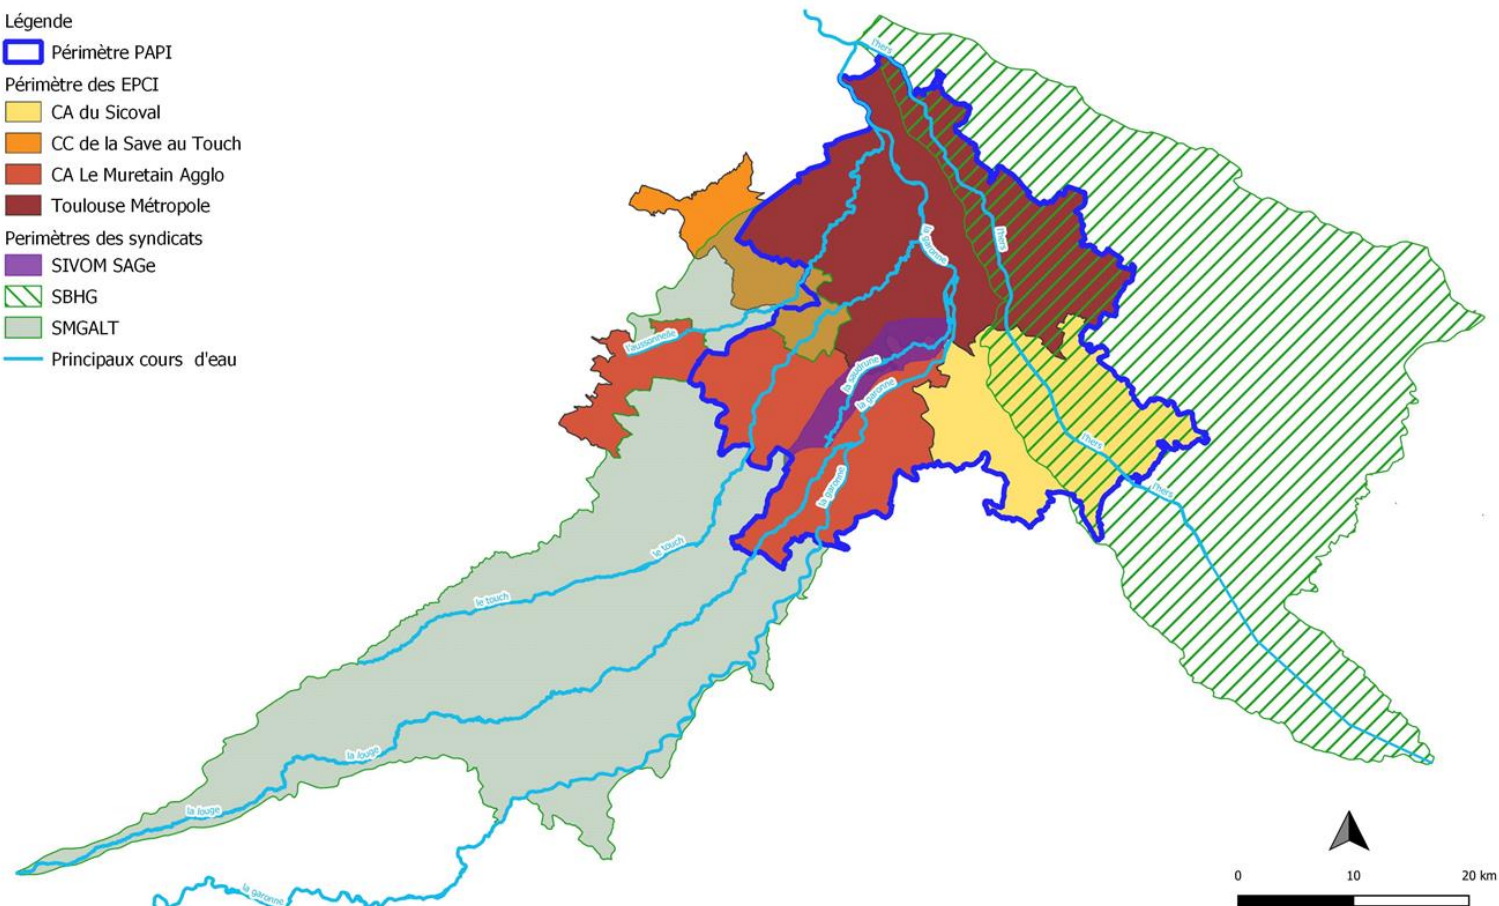 Légende
Périmètre PAPI
Périmètre des EPCI
CA du Sicoval
CC de la Save au Touch
CA Le Muretain Agglo
Toulouse Métropole
Perimètres des syndicats
SIVOM SAGe
SBHG
SMGALT
Principaux cours d'eau
l'hers
la garonne
l'hers
l'aussonnelle
la saudrune
la garonne
l'hers
la garonne
l'hers
le touch
le touch
la louge
la louge
la garonne
0 10 20 km